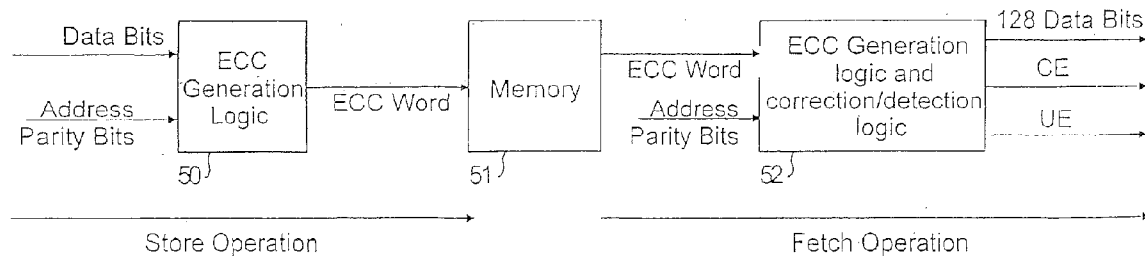 Data Bits
Address
Parity Bits
ECC
Generation
Logic
50
ECC Word
Memory
51
ECC Word
Address
Parity Bits
ECC Generation
logic and
correction/detection
logic
52
128 Data Bits
CE
UE
Store Operation
Fetch Operation